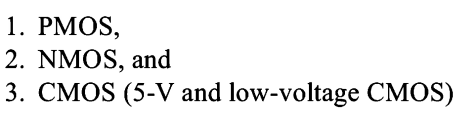 1. PMOS,
2. NMOS, and
3. CMOS (5-V and low-voltage CMOS)